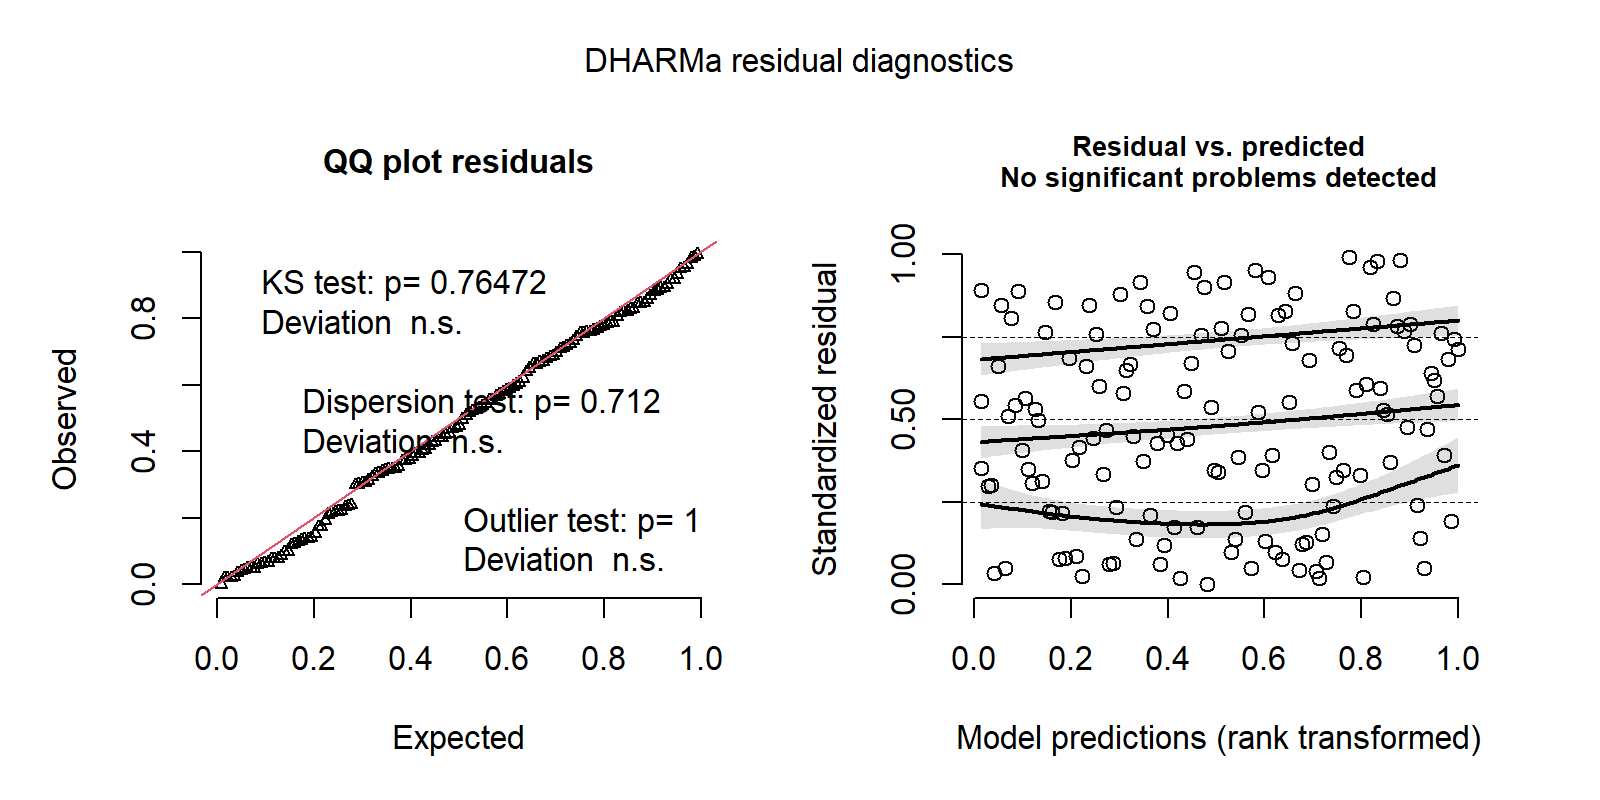 DHARMa residual diagnostics
QQ plot residuals
KS test: p= 0.76472
Deviation n.s.
Dispersion test: p= 0.712
Deviation n.s.
Outlier test: p= 1
Deviation n.s.
Observed
0.0
0.4
0.8
0.0 0.2 0.4 0.6 0.8 1.0
Expected
Residual vs. predicted
No significant problems detected
Standardized residual
0.00
0.50
1.00
0.0 0.2 0.4 0.6 0.8 1.0
Model predictions (rank transformed)